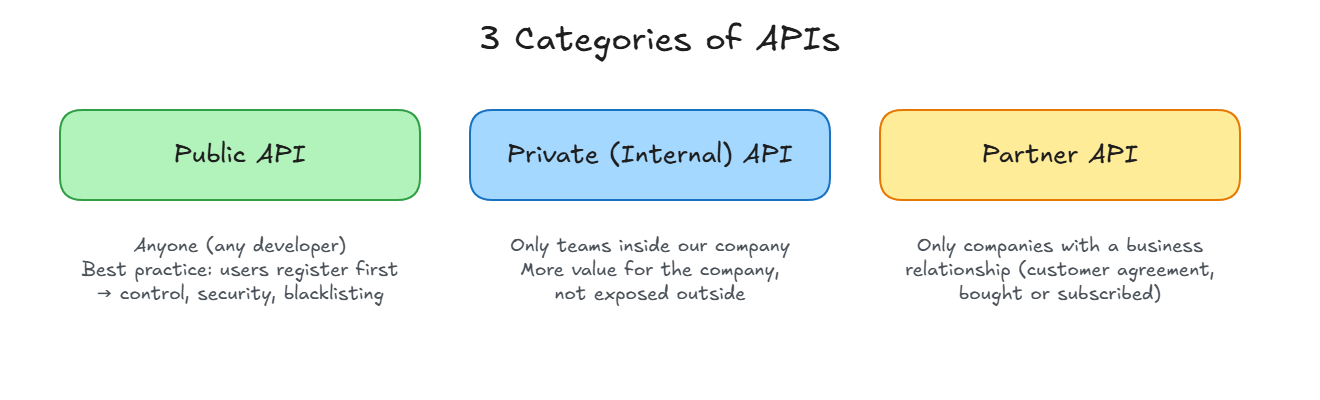 3 Categories of APIs
Public API
Private (Internal) API
Partner API
Anyone (any developer)
Best practice: users register first
→ control, security, blacklisting
Only teams inside our company
More value for the company,
not exposed outside
Only companies with a business
relationship (customer agreement,
bought or subscribed)